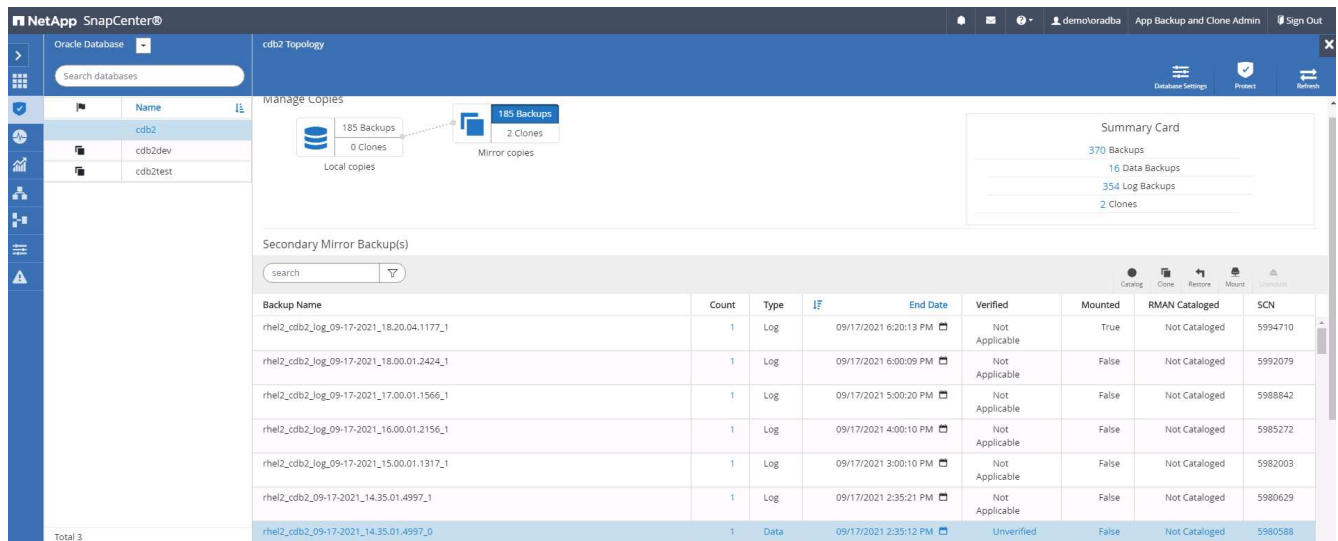 NetApp SnapCenter®
demo\oradba App Backup and Clone Admin Sign Out
Oracle Database
cdb2 Topology
Search databases
Database Settings Protect Refresh
Name
cdb2
cdb2dev
cdb2test
Total 3
Manage Copies
185 Backups
0 Clones
Local copies
185 Backups
2 Clones
Mirror copies
Summary Card
370 Backups
16 Data Backups
354 Log Backups
2 Clones
Secondary Mirror Backup(s)
search
Catalog Clone Restore Mount Unmount
Backup Name Count Type End Date Verified Mounted RMAN Cataloged SCN
rhel2_cdb2_log_09-17-2021_18.20.04.1177_1 1 Log 09/17/2021 6:20:13 PM Not Applicable True Not Cataloged 5994710
rhel2_cdb2_log_09-17-2021_18.00.01.2424_1 1 Log 09/17/2021 6:00:09 PM Not Applicable False Not Cataloged 5992079
rhel2_cdb2_log_09-17-2021_17.00.01.1566_1 1 Log 09/17/2021 5:00:20 PM Not Applicable False Not Cataloged 5988842
rhel2_cdb2_log_09-17-2021_16.00.01.2156_1 1 Log 09/17/2021 4:00:10 PM Not Applicable False Not Cataloged 5985272
rhel2_cdb2_log_09-17-2021_15.00.01.1317_1 1 Log 09/17/2021 3:00:10 PM Not Applicable False Not Cataloged 5982003
rhel2_cdb2_09-17-2021_14.35.01.4997_1 1 Log 09/17/2021 2:35:21 PM Not Applicable False Not Cataloged 5980629
rhel2_cdb2_09-17-2021_14.35.01.4997_0 1 Data 09/17/2021 2:35:12 PM Unverified False Not Cataloged 5980588